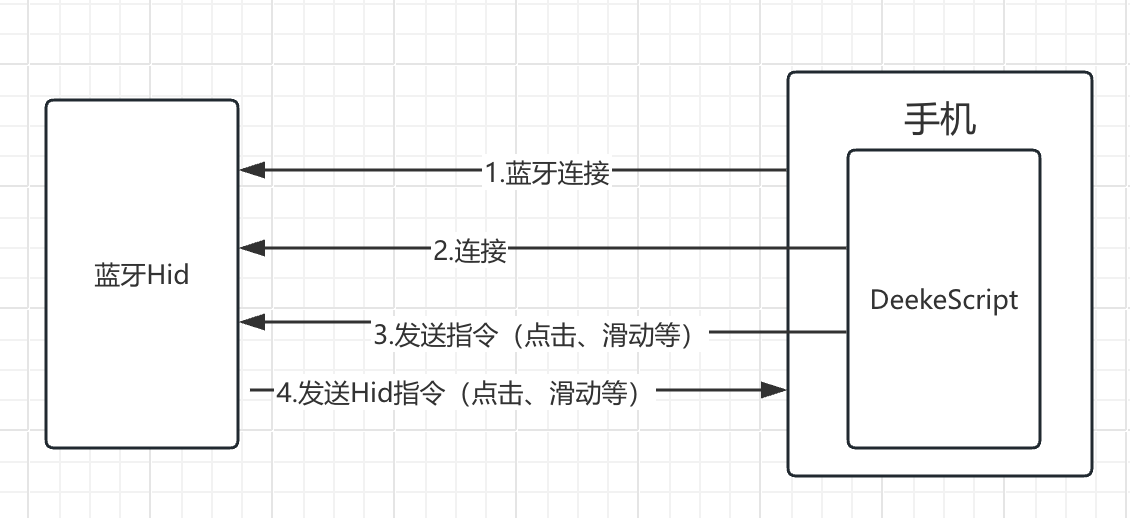 手机
1.蓝牙连接
2.连接
蓝牙Hid
DeekeScript
3.发送指令（点击、滑动等）
4.发送Hid指令（点击、滑动等）